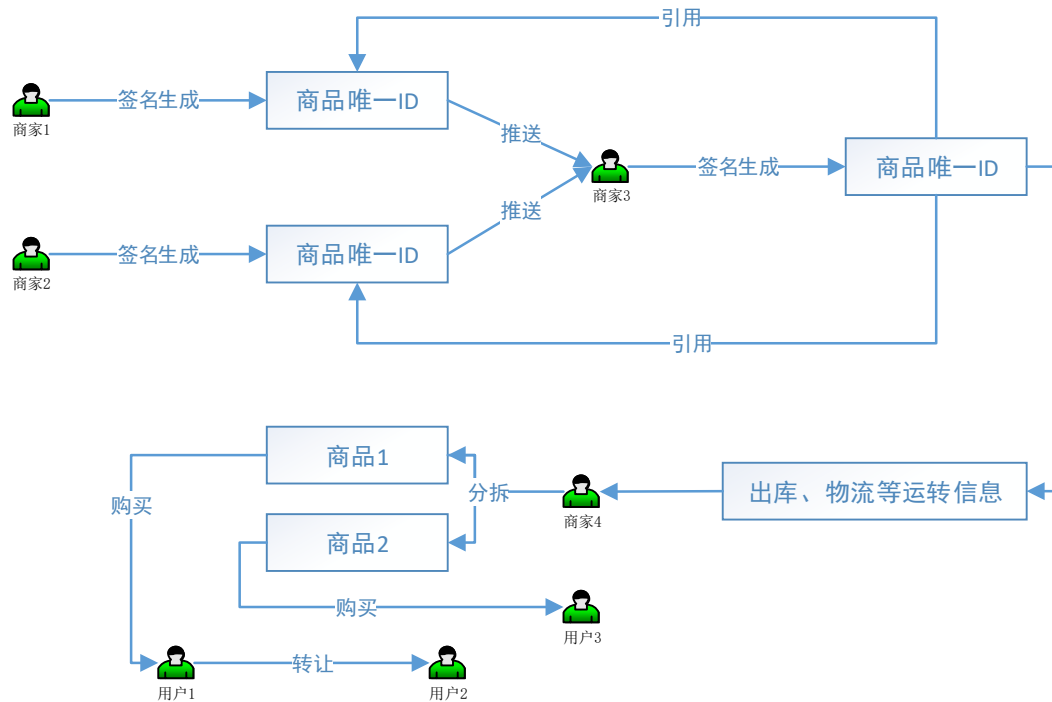 引用
商家1
签名生成
商品唯一ID
推送
商家3
签名生成
商品唯一ID
商家2
签名生成
商品唯一ID
推送
引用
商品1
购买
分拆
商家4
出库、物流等运转信息
商品2
购买
用户3
用户1
转让
用户2